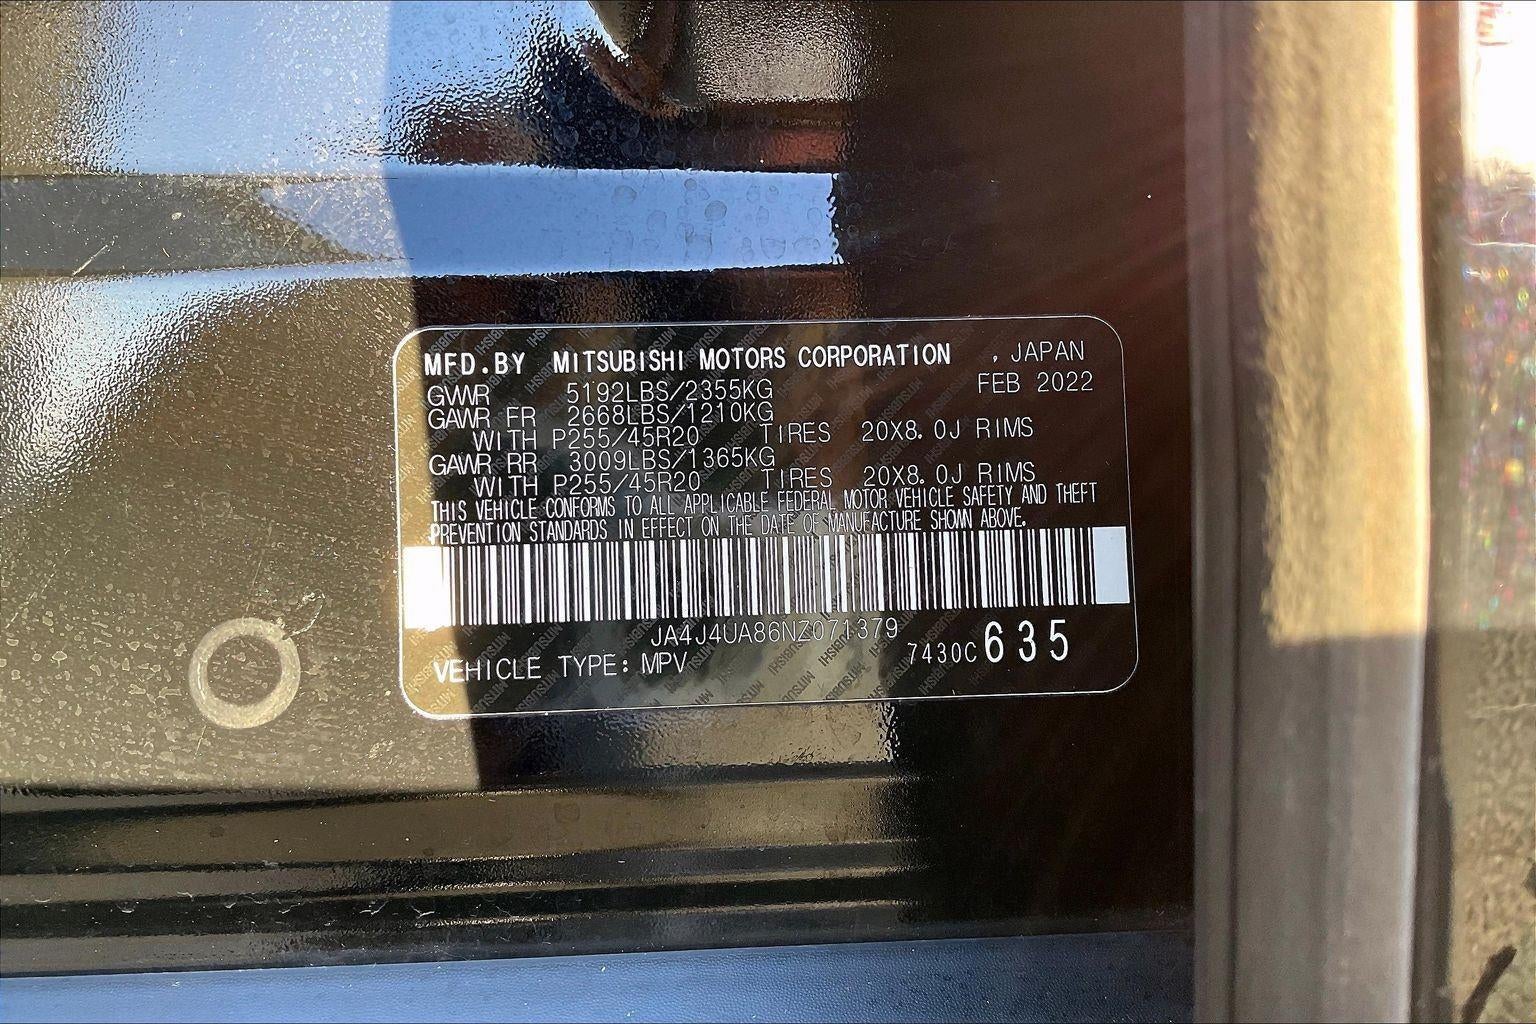 MFD.BY MITSUBISHI MOTORS CORPORATION , JAPAN
GVWR 5192LBS/2355KG FEB 2022
GAWR FR 2668LBS/1210KG
WITH P255/45R20 TIRES 20X8.0J RIMS
GAWR RR 3009LBS/1365KG
WITH P255/45R20 TIRES 20X8.0J RIMS
THIS VEHICLE CONFORMS TO ALL APPLICABLE FEDERAL MOTOR VEHICLE SAFETY AND THEFT
PREVENTION STANDARDS IN EFFECT ON THE DATE OF MANUFACTURE SHOWN ABOVE.
JA4J4UA86NZ071379
VEHICLE TYPE: MPV 7430C 635